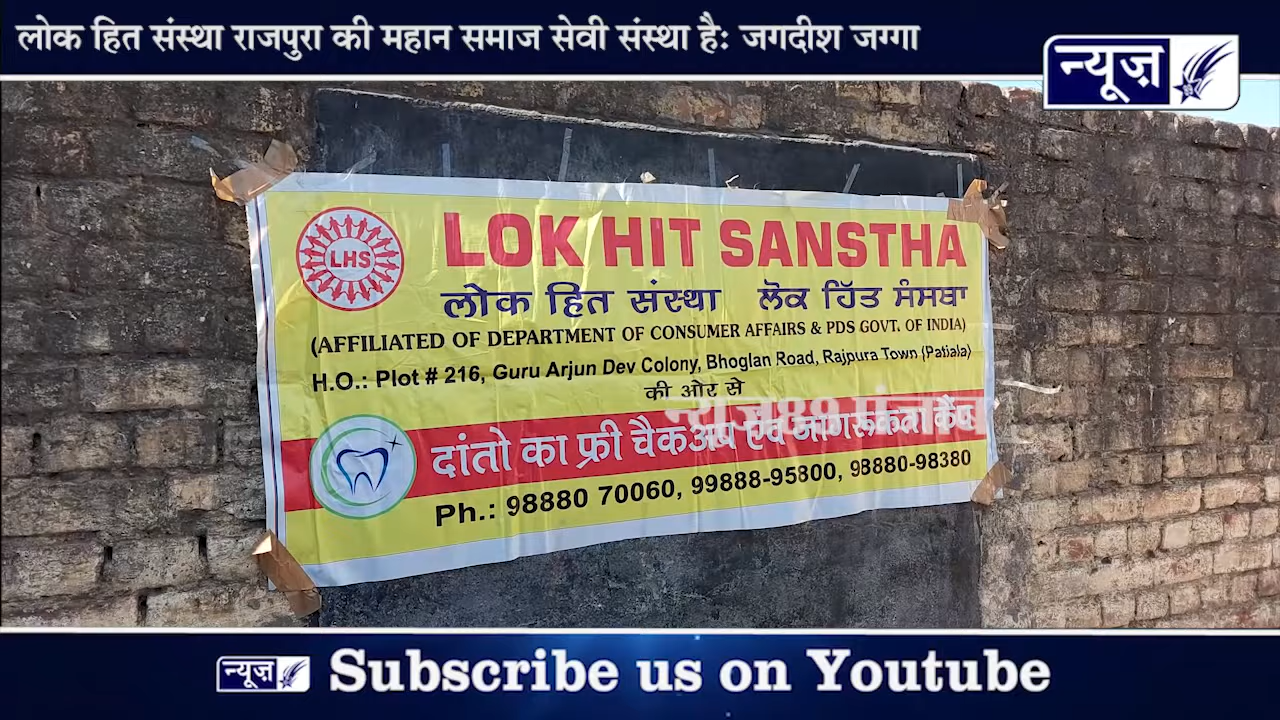 लोक हित संस्था राजपुरा की महान समाज सेवी संस्था हैः जगदीश जग्गा
न्यूज़
LHS
LOK HIT SANSTHA
लोक हित संस्था ਲੋਕ ਹਿੱਤ ਸੰਸਥਾ
(AFFILIATED OF DEPARTMENT OF CONSUMER AFFAIRS & PDS GOVT. OF INDIA)
H.O.: Plot # 216, Guru Arjun Dev Colony, Bhoglan Road, Rajpura Town (Patiala)
की ओर से
न्यूज़89 पंजाब
दांतो का फ्री चैकअप एवं जागरूकता कैंप
Ph.: 98880 70060, 99888-95800, 98880-98380
न्यूज़
Subscribe us on Youtube